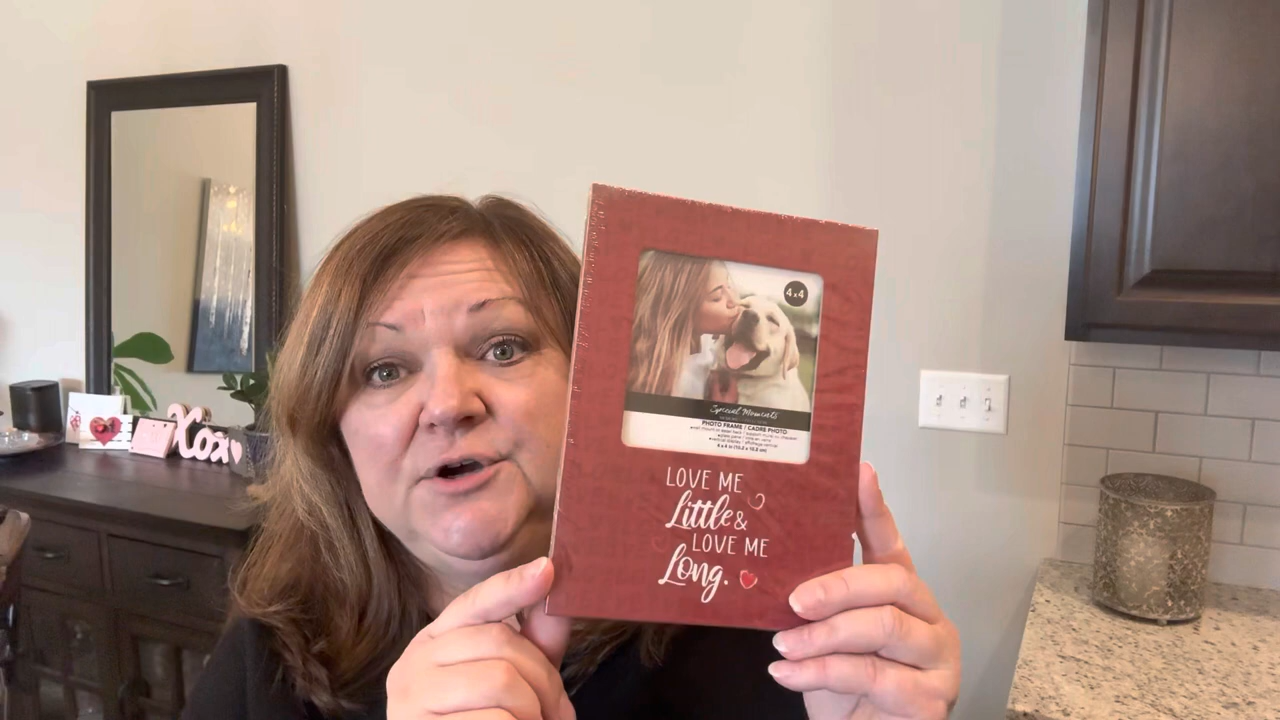 xoxo
4x4
Special Moments
PHOTO FRAME / CADRE PHOTO
LOVE ME
Little &
LOVE ME
Long.